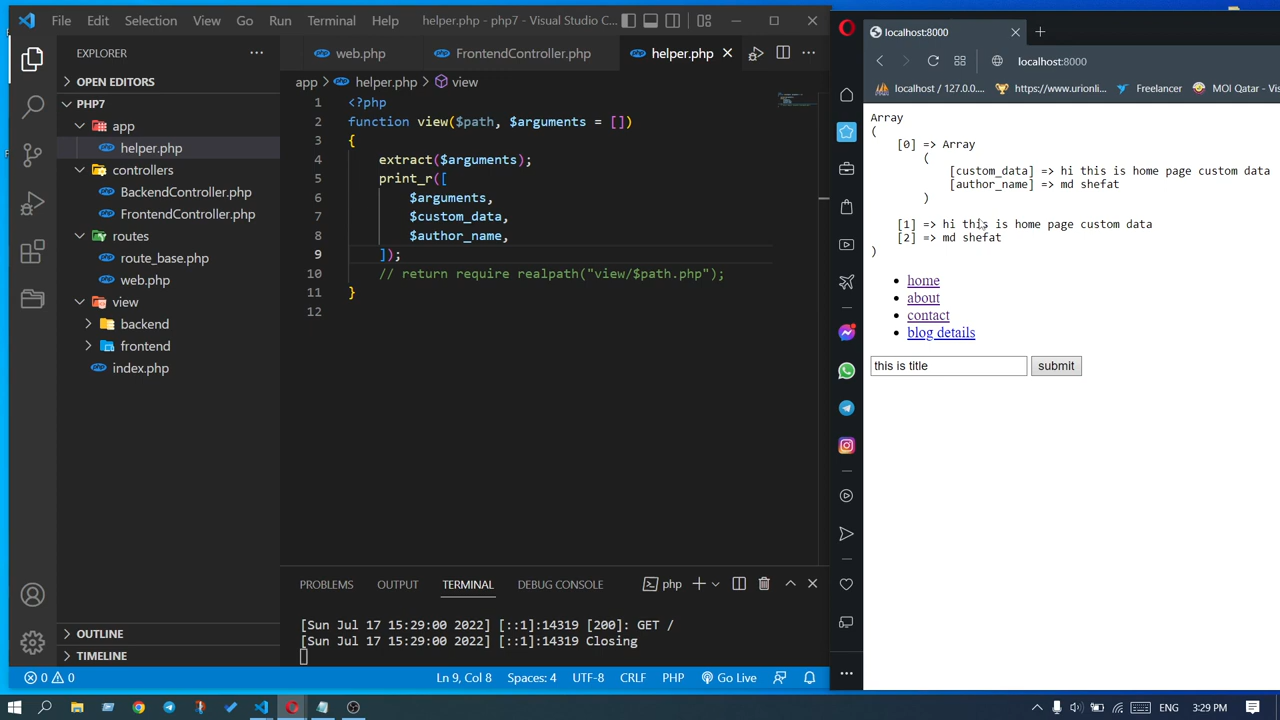 File Edit Selection View Go Run Terminal Help helper.php - php7 - Visual Studio C...
EXPLORER
OPEN EDITORS
PHP7
app
helper.php
controllers
BackendController.php
FrontendController.php
routes
route_base.php
web.php
view
backend
frontend
index.php
OUTLINE
TIMELINE
web.php FrontendController.php helper.php
app > helper.php > view
1 <?php
2 function view($path, $arguments = [])
3 {
4 extract($arguments);
5 print_r([
6 $arguments,
7 $custom_data,
8 $author_name,
9 ]);
10 // return require realpath("view/$path.php");
11 }
12
PROBLEMS OUTPUT TERMINAL DEBUG CONSOLE php
[Sun Jul 17 15:29:00 2022] [::1]:14319 [200]: GET /
[Sun Jul 17 15:29:00 2022] [::1]:14319 Closing
0 0 Ln 9, Col 8 Spaces: 4 UTF-8 CRLF PHP Go Live
localhost:8000
localhost:8000
localhost / 127.0.0.... https://www.urionli... Freelancer MOI Qatar - Vis
Array
(
[0] => Array
(
[custom_data] => hi this is home page custom data
[author_name] => md shefat
)
[1] => hi this is home page custom data
[2] => md shefat
)
home
about
contact
blog details
this is title submit
ENG 3:29 PM